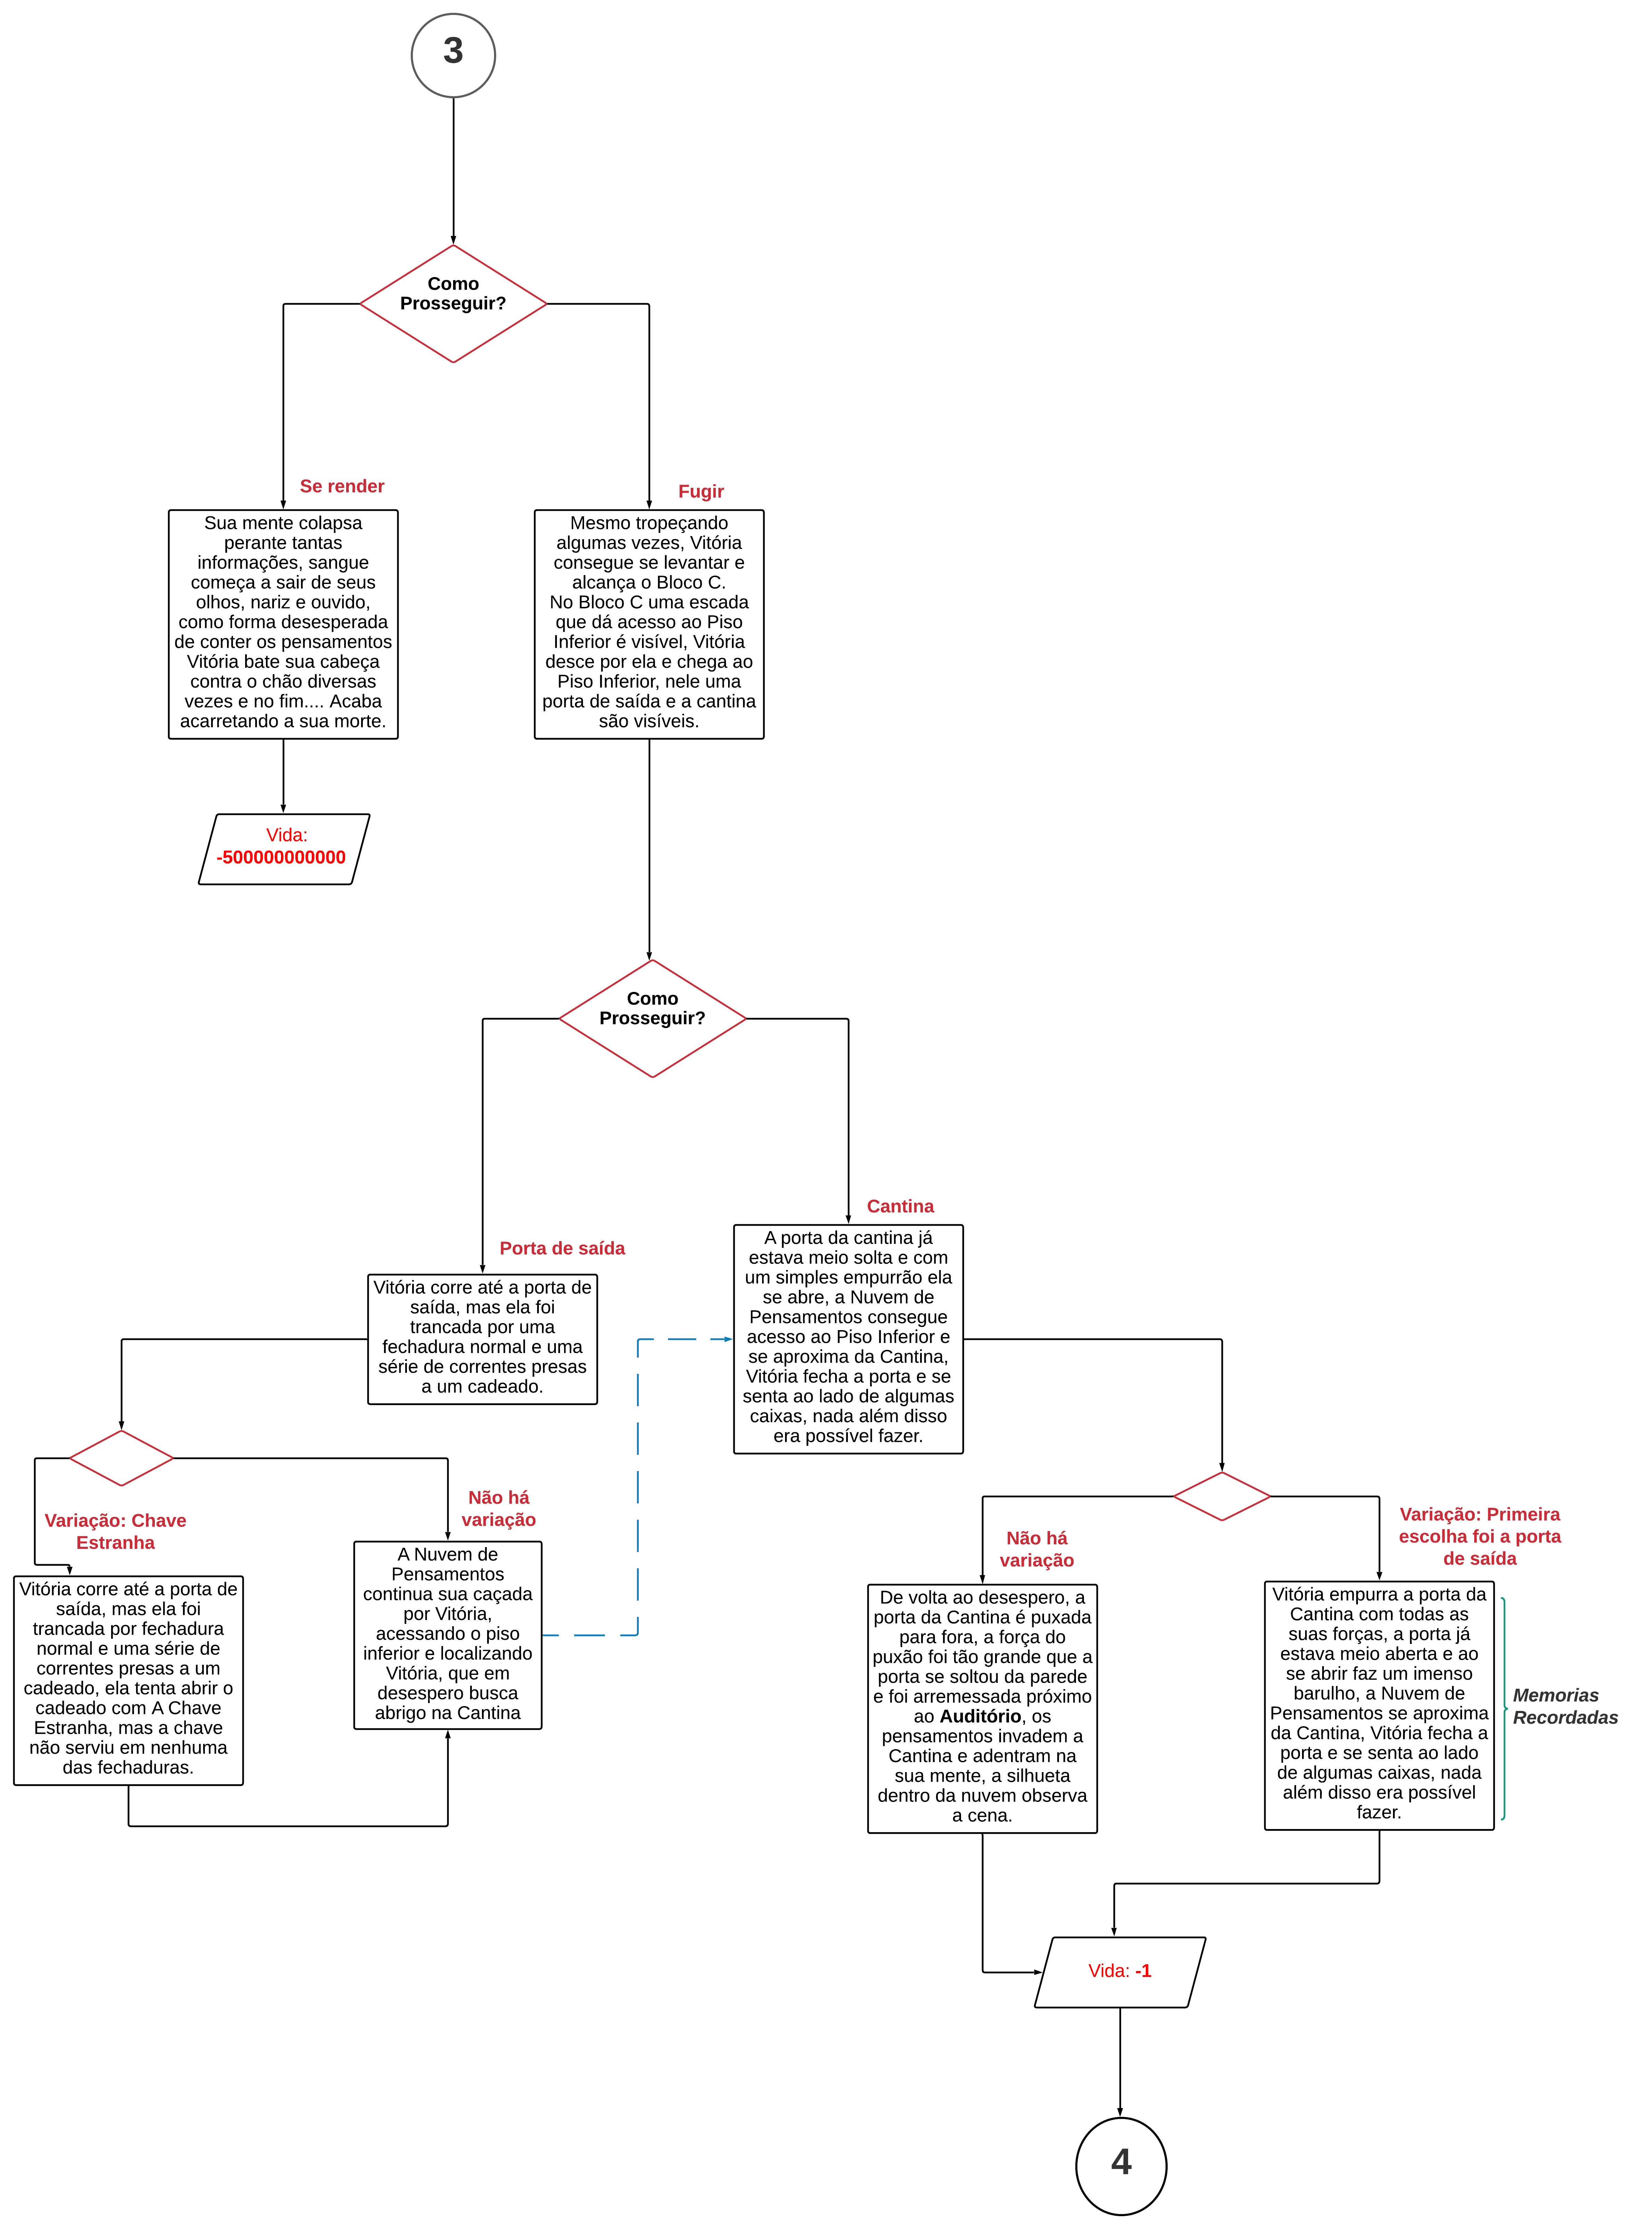 3
Como
Prosseguir?
Se render
Sua mente colapsa
perante tantas
informações, sangue
começa a sair de seus
olhos, nariz e ouvido,
como forma desesperada
de conter os pensamentos
Vitória bate sua cabeça
contra o chão diversas
vezes e no fim.... Acaba
acarretando a sua morte.
Vida:
-500000000000
Fugir
Mesmo tropeçando
algumas vezes, Vitória
consegue se levantar e
alcança o Bloco C.
No Bloco C uma escada
que dá acesso ao Piso
Inferior é visível, Vitória
desce por ela e chega ao
Piso Inferior, nele uma
porta de saída e a cantina
são visíveis.
Como
Prosseguir?
Porta de saída
Vitória corre até a porta de
saída, mas ela foi
trancada por uma
fechadura normal e uma
série de correntes presas
a um cadeado.
Cantina
A porta da cantina já
estava meio solta e com
um simples empurrão ela
se abre, a Nuvem de
Pensamentos consegue
acesso ao Piso Inferior e
se aproxima da Cantina,
Vitória fecha a porta e se
senta ao lado de algumas
caixas, nada além disso
era possível fazer.
Variação: Chave
Estranha
Vitória corre até a porta de
saída, mas ela foi
trancada por fechadura
normal e uma série de
correntes presas a um
cadeado, ela tenta abrir o
cadeado com A Chave
Estranha, mas a chave
não serviu em nenhuma
das fechaduras.
Não há
variação
A Nuvem de
Pensamentos
continua sua caçada
por Vitória,
acessando o piso
inferior e localizando
Vitória, que em
desespero busca
abrigo na Cantina
Não há
variação
De volta ao desespero, a
porta da Cantina é puxada
para fora, a força do
puxão foi tão grande que a
porta se soltou da parede
e foi arremessada próximo
ao Auditório, os
pensamentos invadem a
Cantina e adentram na
sua mente, a silhueta
dentro da nuvem observa
a cena.
Variação: Primeira
escolha foi a porta
de saída
Vitória empurra a porta da
Cantina com todas as
suas forças, a porta já
estava meio aberta e ao
se abrir faz um imenso
barulho, a Nuvem de
Pensamentos se aproxima
da Cantina, Vitória fecha a
porta e se senta ao lado
de algumas caixas, nada
além disso era possível
fazer.
Memorias
Recordadas
Vida: -1
4